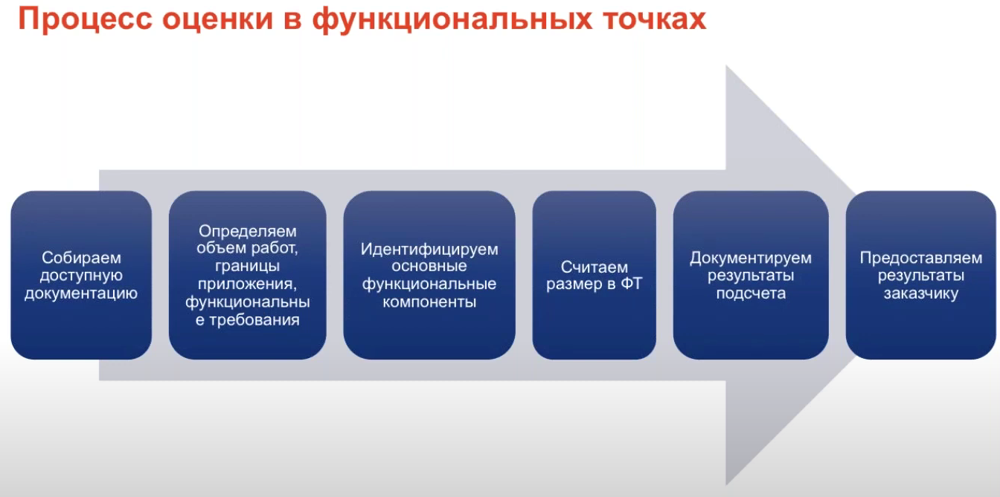 Процесс оценки в функциональных точках
Собираем
доступную
документацию
Определяем
объем работ,
границы
приложения,
функциональны
е требования
Идентифицируем
основные
функциональные
компоненты
Считаем
размер в ФТ
Документируем
результаты
подсчета
Предоставляем
результаты
заказчику